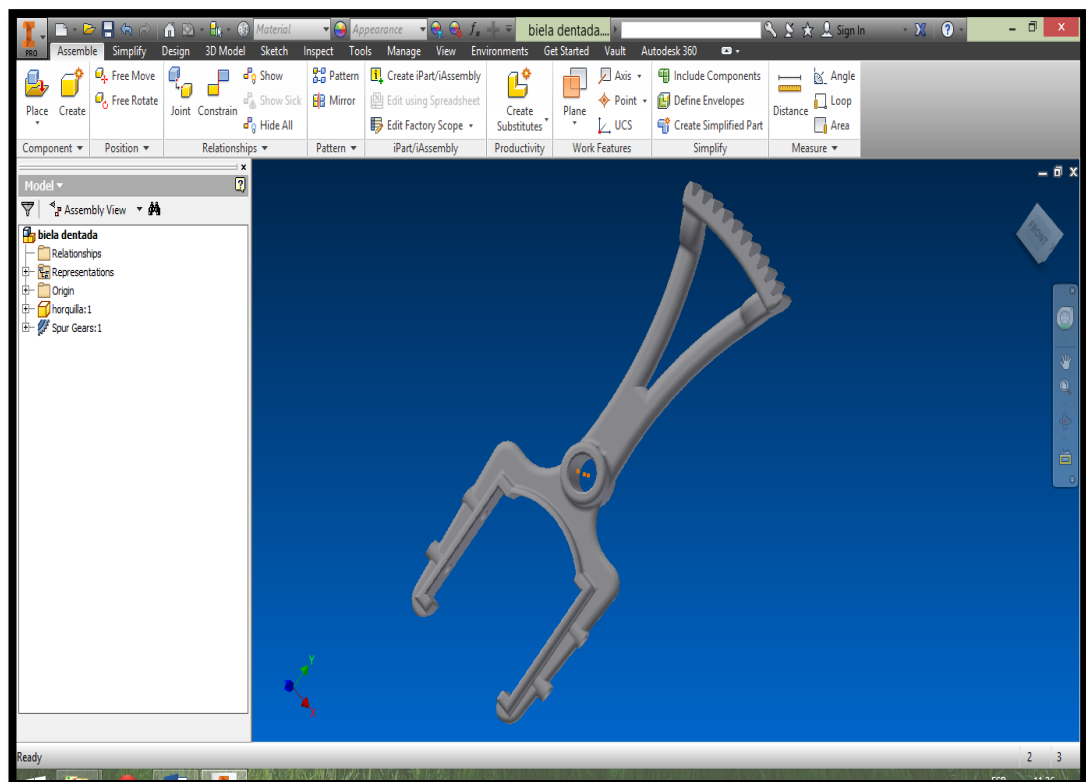 PRO
Material
Appearance
biela dentada....
Sign In
Assemble Simplify Design 3D Model Sketch Inspect Tools Manage View Environments Get Started Vault Autodesk 360
Place
Create
Free Move
Free Rotate
Joint
Constrain
Show
Show Sick
Hide All
Pattern
Mirror
Create iPart/iAssembly
Edit using Spreadsheet
Edit Factory Scope
Create
Substitutes
Plane
Axis
Point
UCS
Include Components
Define Envelopes
Create Simplified Part
Distance
Angle
Loop
Area
Component Position Relationships Pattern iPart/iAssembly Productivity Work Features Simplify Measure
Model
Assembly View
biela dentada
Relationships
Representations
Origin
horquilla:1
Spur Gears:1
FRONT
Y
X
Ready
2 3